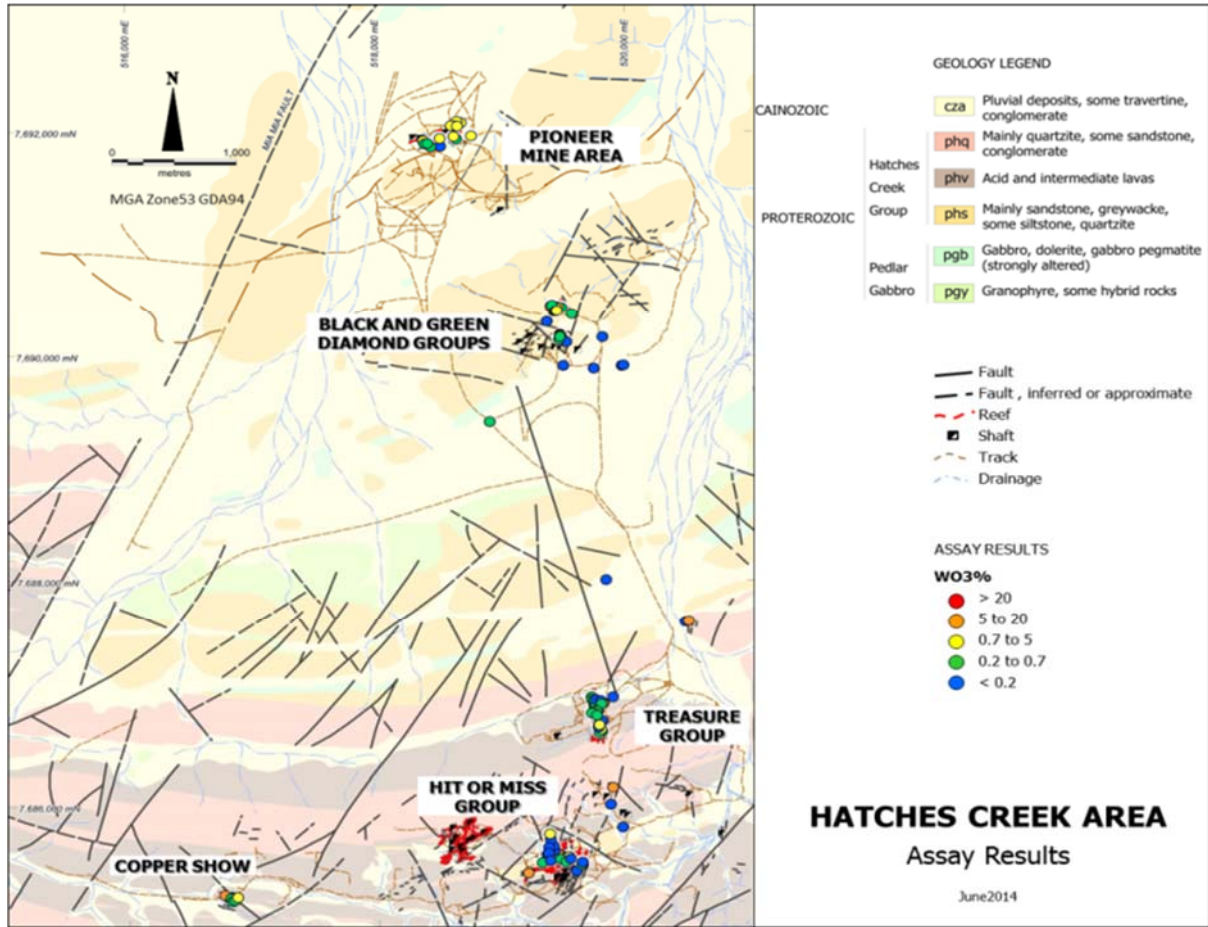 516,000 mE
518,000 mE
520,000 mE
N
MIA MIA FAULT
7,692,000 mN
0 1,000
metres
MGA Zone53 GDA94
PIONEER
MINE AREA
BLACK AND GREEN
DIAMOND GROUPS
7,690,000 mN
7,688,000 mN
TREASURE
GROUP
HIT OR MISS
GROUP
7,686,000 mN
COPPER SHOW
GEOLOGY LEGEND
CAINOZOIC
cza Pluvial deposits, some travertine,
conglomerate
PROTEROZOIC
Hatches
Creek
Group
phq Mainly quartzite, some sandstone,
conglomerate
phv Acid and intermediate lavas
phs Mainly sandstone, greywacke,
some siltstone, quartzite
Pedlar
Gabbro
pgb Gabbro, dolerite, gabbro pegmatite
(strongly altered)
pgy Granophyre, some hybrid rocks
Fault
Fault , inferred or approximate
Reef
Shaft
Track
Drainage
ASSAY RESULTS
WO3%
> 20
5 to 20
0.7 to 5
0.2 to 0.7
< 0.2
HATCHES CREEK AREA
Assay Results
June2014